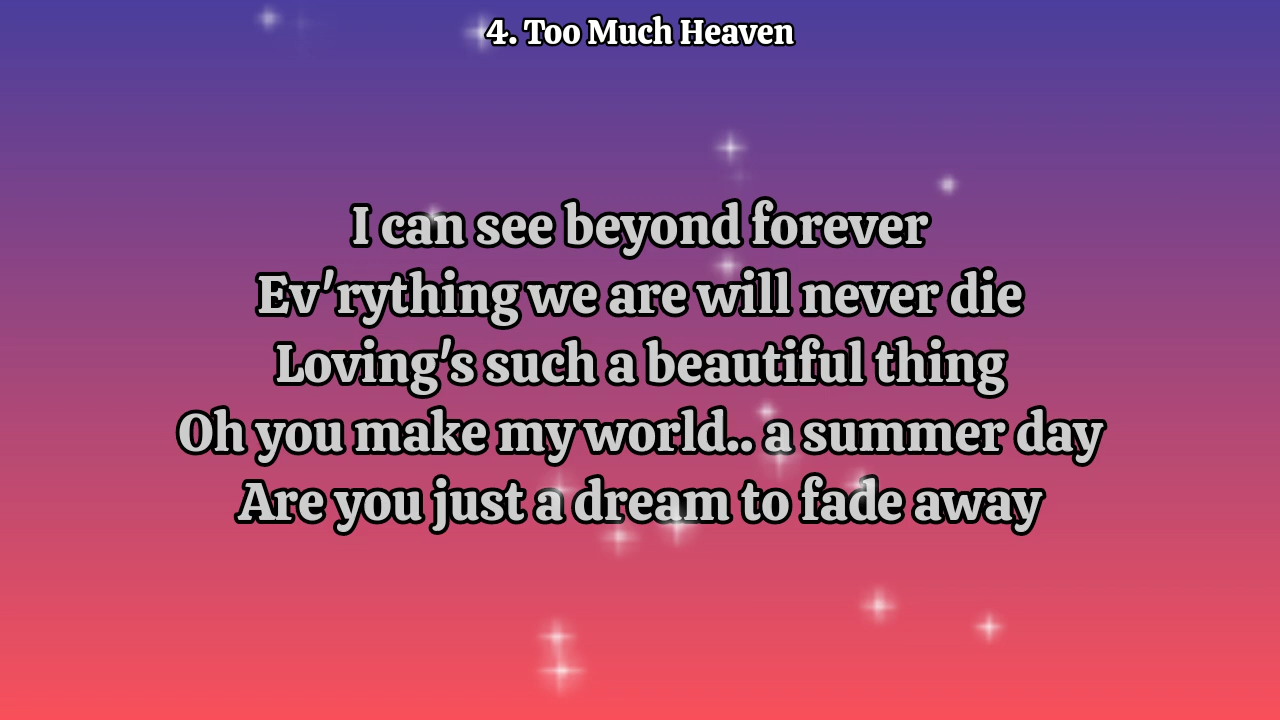 4. Too Much Heaven
I can see beyond forever
Ev'rything we are will never die
Loving's such a beautiful thing
Oh you make my world.. a summer day
Are you just a dream to fade away